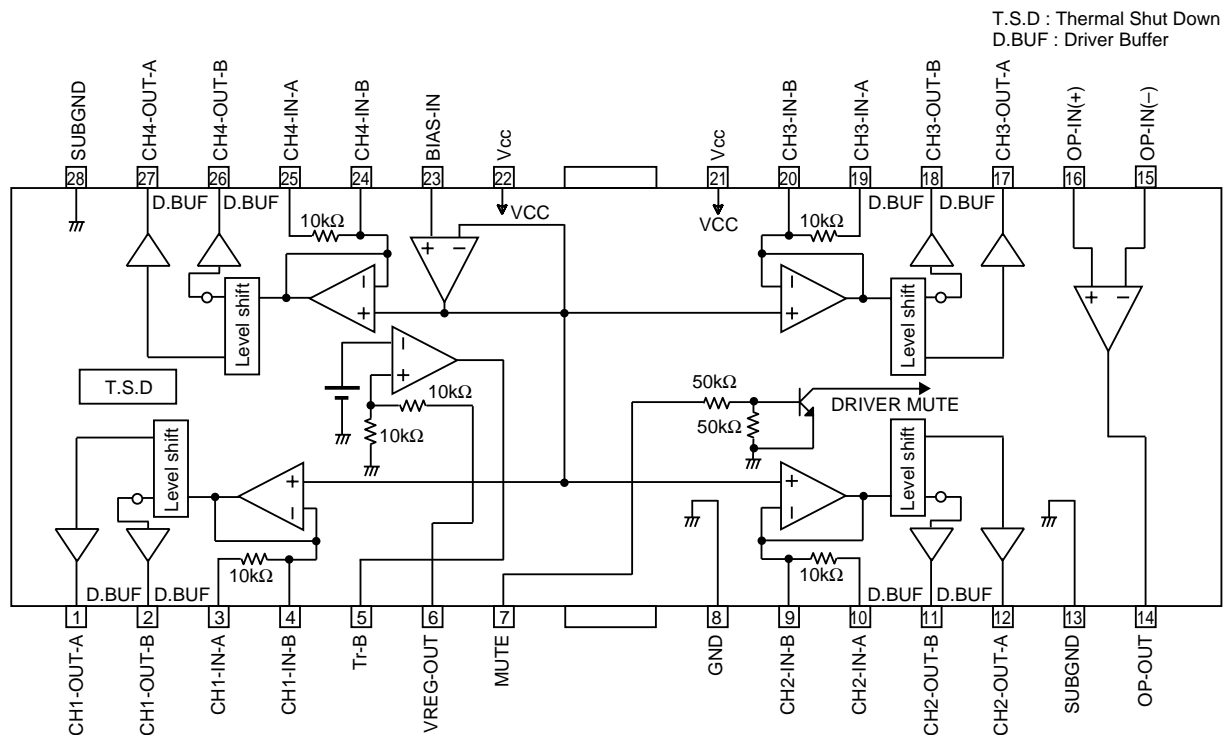 T.S.D : Thermal Shut Down
D.BUF : Driver Buffer
SUBGND
CH4-OUT-A
CH4-OUT-B
CH4-IN-A
CH4-IN-B
BIAS-IN
Vcc
Vcc
CH3-IN-B
CH3-IN-A
CH3-OUT-B
CH3-OUT-A
OP-IN(+)
OP-IN(−)
28 27 26 25 24 23 22 21 20 19 18 17 16 15
D.BUF D.BUF 10kΩ VCC VCC 10kΩ D.BUF D.BUF
+ − − − + −
Level shift + + Level shift
T.S.D
−
+
10kΩ
10kΩ
50kΩ
50kΩ
DRIVER MUTE
Level shift + + Level shift
− −
10kΩ 10kΩ
D.BUF D.BUF D.BUF D.BUF
1 2 3 4 5 6 7 8 9 10 11 12 13 14
CH1-OUT-A
CH1-OUT-B
CH1-IN-A
CH1-IN-B
Tr-B
VREG-OUT
MUTE
GND
CH2-IN-B
CH2-IN-A
CH2-OUT-B
CH2-OUT-A
SUBGND
OP-OUT